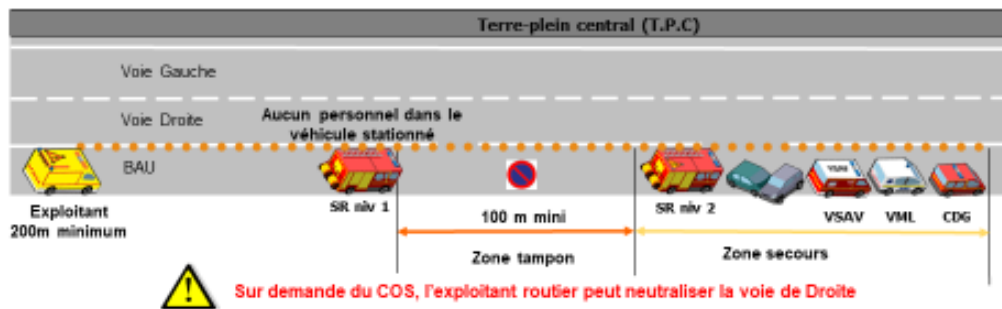 Terre-plein central (T.P.C)
Voie Gauche
Voie Droite
Aucun personnel dans le
véhicule stationné
BAU
Exploitant
200m minimum
SR niv 1
100 m mini
Zone tampon
SR niv 2
VSAV
VML
CDG
Zone secours
Sur demande du COS, l'exploitant routier peut neutraliser la voie de Droite